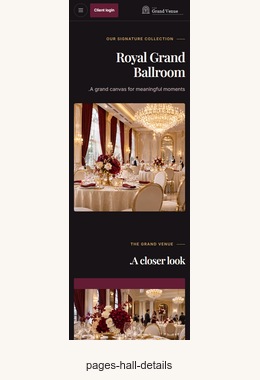 Client login
Grand Venue
OUR SIGNATURE COLLECTION
Royal Grand
Ballroom
.A grand canvas for meaningful moments
THE GRAND VENUE
.A closer look
pages-hall-details